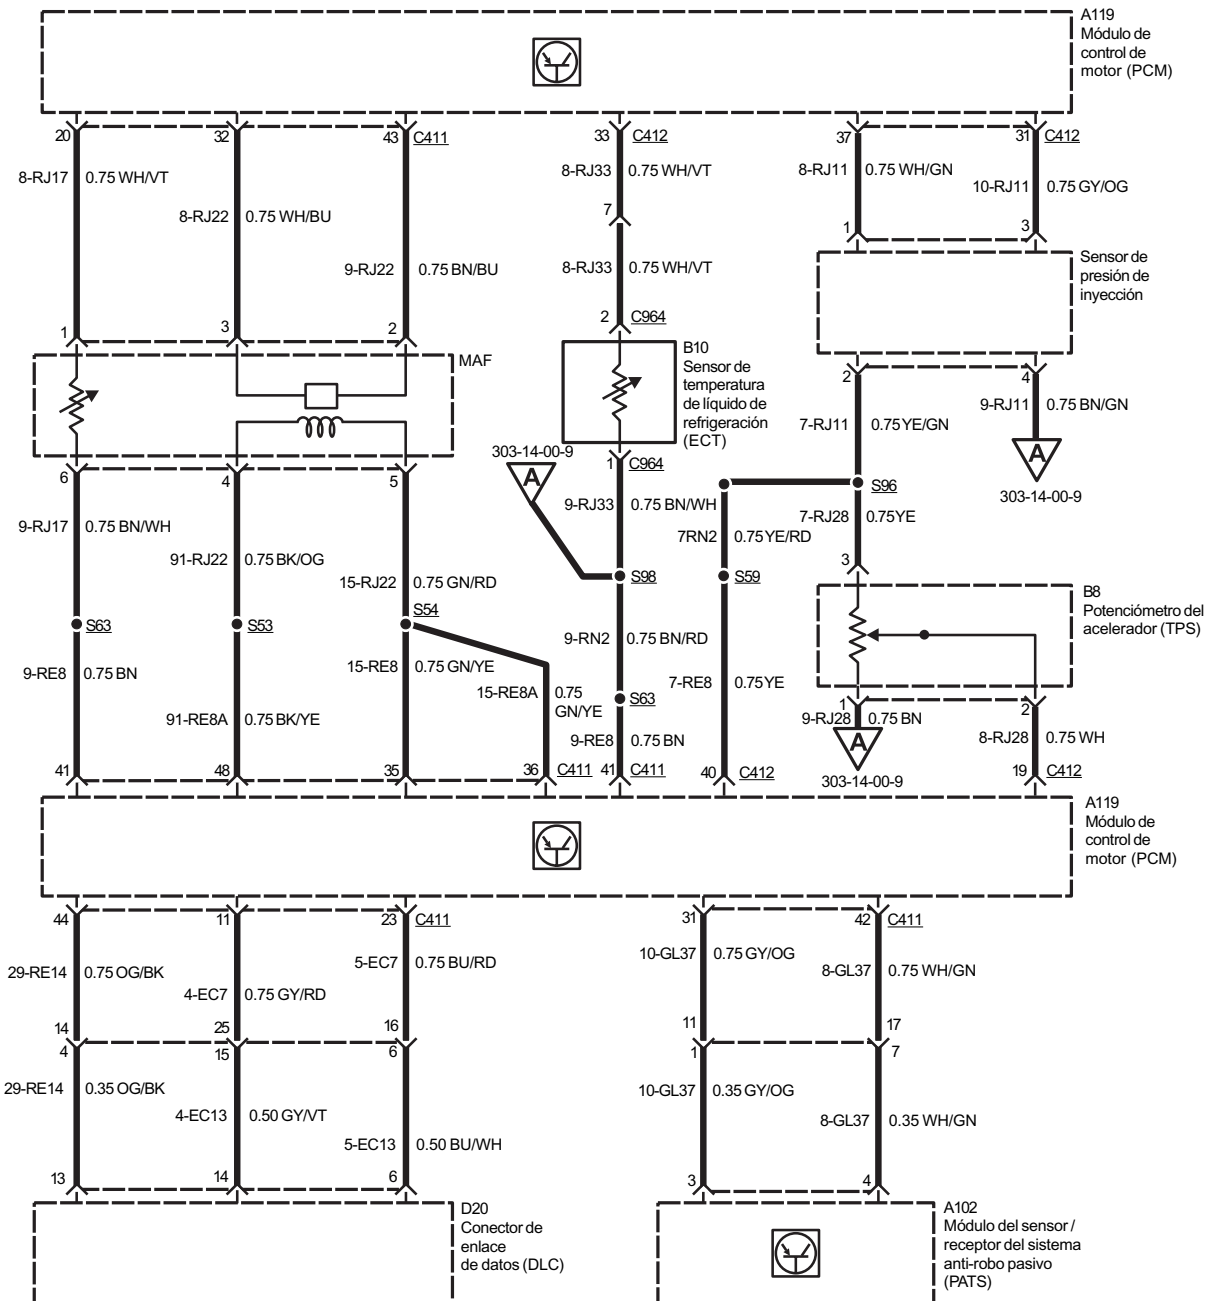 A119
Módulo de
control de
motor (PCM)
20 32 43 C411 33 C412 37 31 C412
8-RJ17 0.75 WH/VT
8-RJ33 0.75 WH/VT
8-RJ11 0.75 WH/GN
10-RJ11 0.75 GY/OG
8-RJ22 0.75 WH/BU
7
1 3
9-RJ22 0.75 BN/BU
8-RJ33 0.75 WH/VT
Sensor de
presión de
inyección
2 C964
1 3 2
MAF
B10
Sensor de
temperatura
de líquido de
refrigeración
(ECT)
2 4
9-RJ11 0.75 BN/GN
7-RJ11 0.75 YE/GN
A
303-14-00-9
303-14-00-9
A
1 C964
6 4 5
S96
9-RJ33 0.75 BN/WH
7-RJ28 0.75 YE
9-RJ17 0.75 BN/WH
7RN2 0.75 YE/RD
91-RJ22 0.75 BK/OG
3
15-RJ22 0.75 GN/RD
S98
S59
B8
Potenciómetro del
acelerador (TPS)
S63
S53
S54
9-RN2 0.75 BN/RD
9-RE8 0.75 BN
15-RE8 0.75 GN/YE
15-RE8A 0.75
GN/YE
7-RE8 0.75 YE
S63
1 2
91-RE8A 0.75 BK/YE
9-RJ28 0.75 BN
8-RJ28 0.75 WH
9-RE8 0.75 BN
A
303-14-00-9
41 48 35 36 C411 41 C411 40 C412 19 C412
A119
Módulo de
control de
motor (PCM)
44 11 23 C411 31 42 C411
29-RE14 0.75 OG/BK
5-EC7 0.75 BU/RD
10-GL37 0.75 GY/OG
8-GL37 0.75 WH/GN
4-EC7 0.75 GY/RD
14 25 16 11 17
4 15 6 1 7
29-RE14 0.35 OG/BK
10-GL37 0.35 GY/OG
4-EC13 0.50 GY/VT
8-GL37 0.35 WH/GN
5-EC13 0.50 BU/WH
13 14 6 3 4
D20
Conector de
enlace
de datos (DLC)
A102
Módulo del sensor /
receptor del sistema
anti-robo pasivo
(PATS)